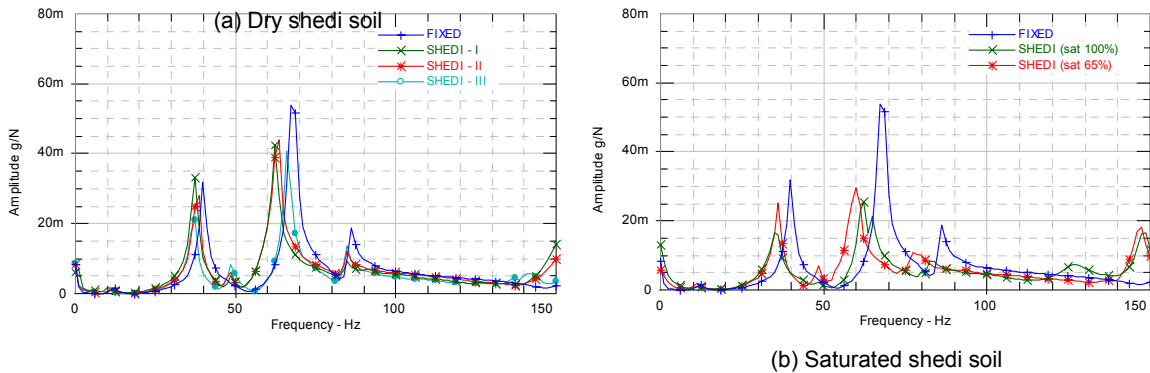 (a) Dry shedi soil
80m
60m
40m
20m
0
Amplitude g/N
0
50
100
150
Frequency - Hz
FIXED
SHEDI - I
SHEDI - II
SHEDI - III
80m
60m
40m
20m
0
Amplitude g/N
0
50
100
150
Frequency - Hz
FIXED
SHEDI (sat 100%)
SHEDI (sat 65%)
(b) Saturated shedi soil